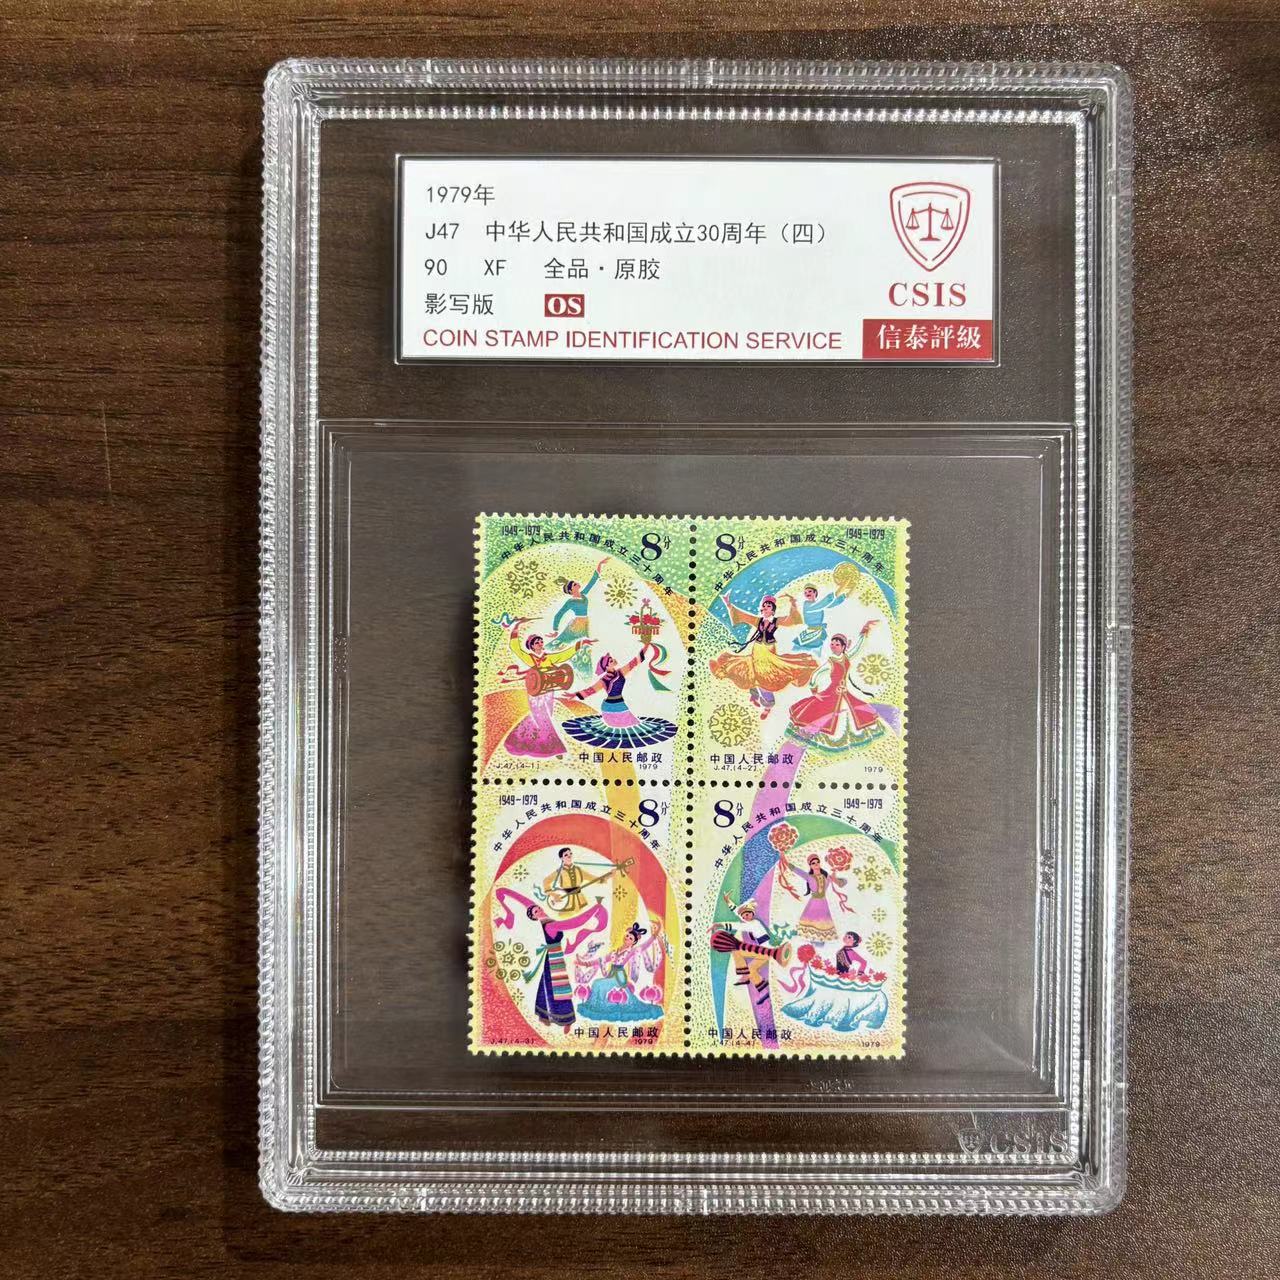 1979年
J47 中华人民共和国成立30周年（四）
90 XF 全品·原胶
影写版 OS
COIN STAMP IDENTIFICATION SERVICE
CSIS
信泰評級
1949-1979
8分
中华人民共和国成立三十周年
中国人民邮政
J.47.(4-1)
1979
8分
1949-1979
中华人民共和国成立三十周年
中国人民邮政
J.47.(4-2)
1979
1949-1979
8分
中华人民共和国成立三十周年
中国人民邮政
J.47.(4-3)
1979
8分
1949-1979
中华人民共和国成立三十周年
中国人民邮政
J.47.(4-4)
1979
CSIS